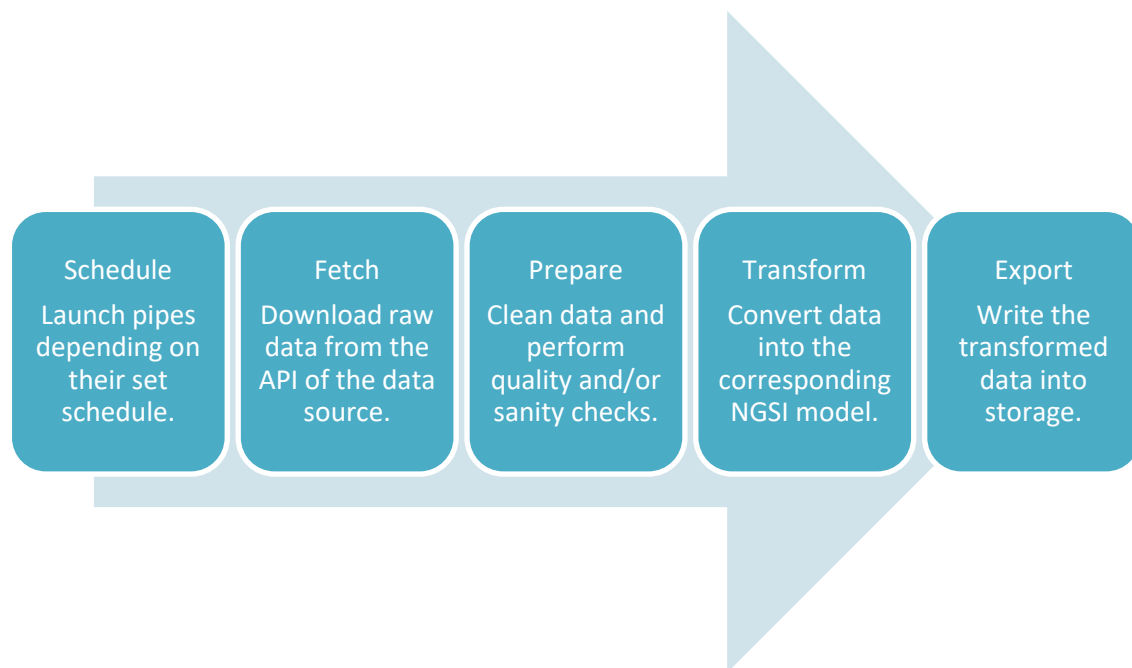 Schedule
Launch pipes
depending on
their set
schedule.
Fetch
Download raw
data from the
API of the data
source.
Prepare
Clean data and
perform
quality and/or
sanity checks.
Transform
Convert data
into the
corresponding
NGSI model.
Export
Write the
transformed
data into
storage.